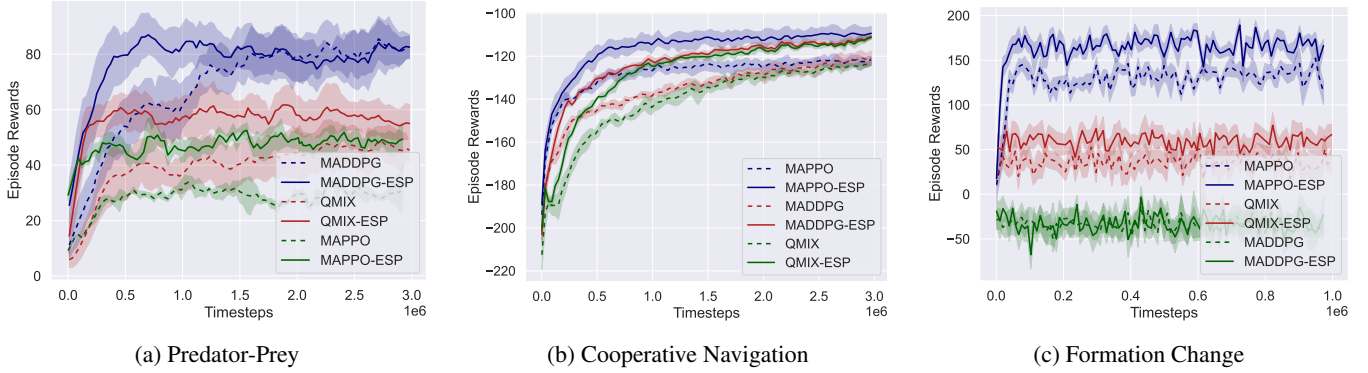 Episode Rewards
80
60
40
20
0
0.0
0.5
1.0
1.5
2.0
2.5
3.0
1e6
Timesteps
MADDPG
MADDPG-ESP
QMIX
QMIX-ESP
MAPPO
MAPPO-ESP
(a) Predator-Prey
Episode Rewards
−100
−120
−140
−160
−180
−200
−220
0.0
0.5
1.0
1.5
2.0
2.5
3.0
1e6
Timesteps
MAPPO
MAPPO-ESP
MADDPG
MADDPG-ESP
QMIX
QMIX-ESP
(b) Cooperative Navigation
Episode Rewards
200
150
100
50
0
−50
0.0
0.2
0.4
0.6
0.8
1.0
1e6
Timesteps
MAPPO
MAPPO-ESP
QMIX
QMIX-ESP
MADDPG
MADDPG-ESP
(c) Formation Change